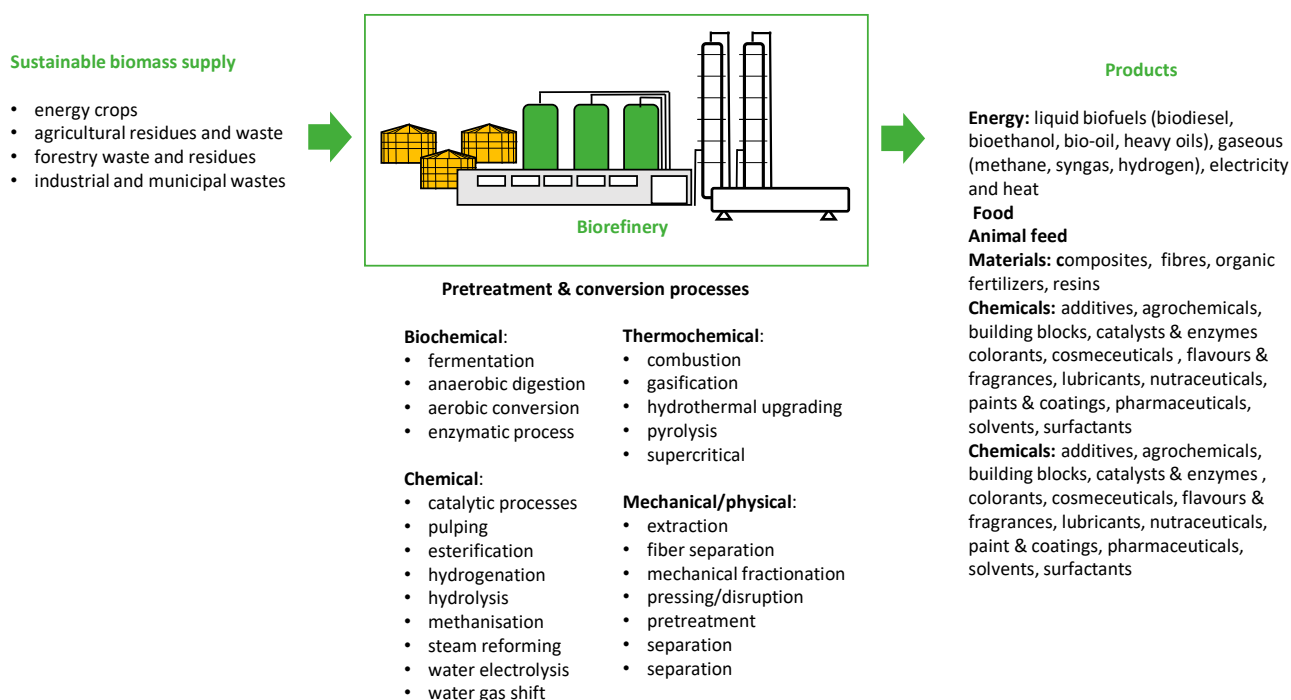 Sustainable biomass supply
• energy crops
• agricultural residues and waste
• forestry waste and residues
• industrial and municipal wastes
Biorefinery
Pretreatment & conversion processes
Biochemical:
• fermentation
• anaerobic digestion
• aerobic conversion
• enzymatic process
Chemical:
• catalytic processes
• pulping
• esterification
• hydrogenation
• hydrolysis
• methanisation
• steam reforming
• water electrolysis
• water gas shift
Thermochemical:
• combustion
• gasification
• hydrothermal upgrading
• pyrolysis
• supercritical
Mechanical/physical:
• extraction
• fiber separation
• mechanical fractionation
• pressing/disruption
• pretreatment
• separation
• separation
Products
Energy: liquid biofuels (biodiesel,
bioethanol, bio-oil, heavy oils), gaseous
(methane, syngas, hydrogen), electricity
and heat
Food
Animal feed
Materials: composites, fibres, organic
fertilizers, resins
Chemicals: additives, agrochemicals,
building blocks, catalysts & enzymes
colorants, cosmeceuticals , flavours &
fragrances, lubricants, nutraceuticals,
paints & coatings, pharmaceuticals,
solvents, surfactants
Chemicals: additives, agrochemicals,
building blocks, catalysts & enzymes ,
colorants, cosmeceuticals, flavours &
fragrances, lubricants, nutraceuticals,
paint & coatings, pharmaceuticals,
solvents, surfactants